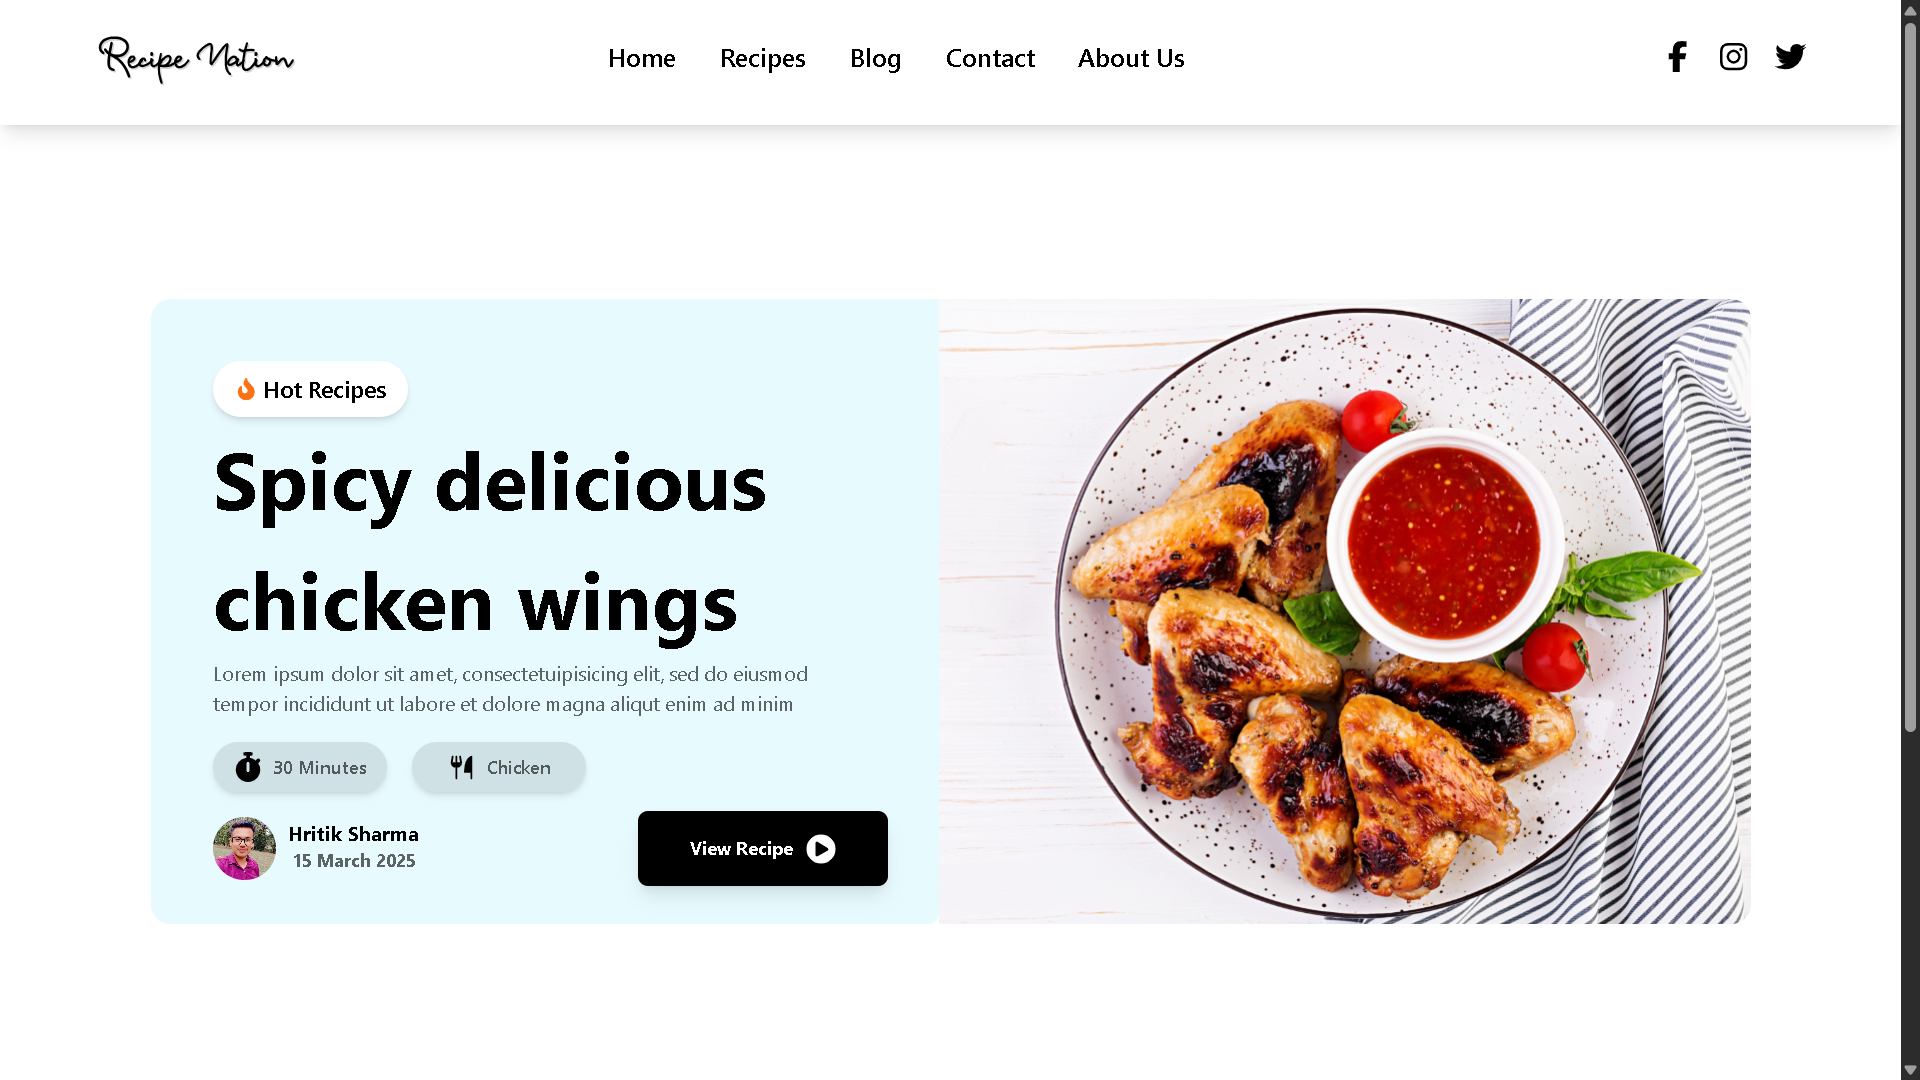 Recipe Nation
Home Recipes Blog Contact About Us
Hot Recipes
Spicy delicious
chicken wings
Lorem ipsum dolor sit amet, consectetuipisicing elit, sed do eiusmod
tempor incididunt ut labore et dolore magna aliqut enim ad minim
30 Minutes Chicken
Hritik Sharma
15 March 2025
View Recipe